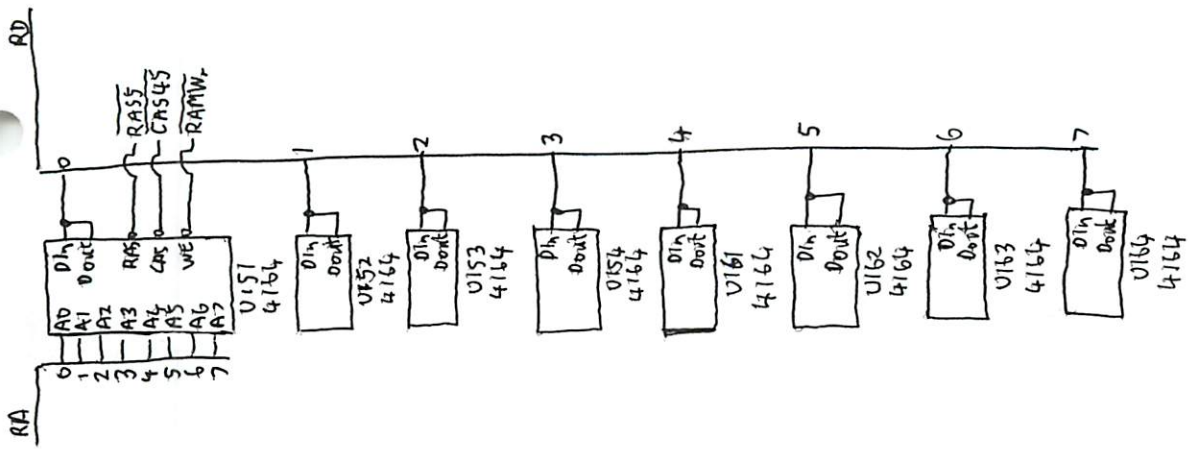 RA
0
1
2
3
4
5
6
7
A0
A1
A2
A3
A4
A5
A6
A7
Din
Dout
RAS
CAS
WE
U151
4164
RD
0
RAS5
CAS45
RAMWr
1
Din
Dout
U152
4164
2
Din
Dout
U153
4164
3
Din
Dout
U154
4164
4
Din
Dout
U161
4164
5
Din
Dout
U162
4164
6
Din
Dout
U163
4164
7
Din
Dout
U164
4164